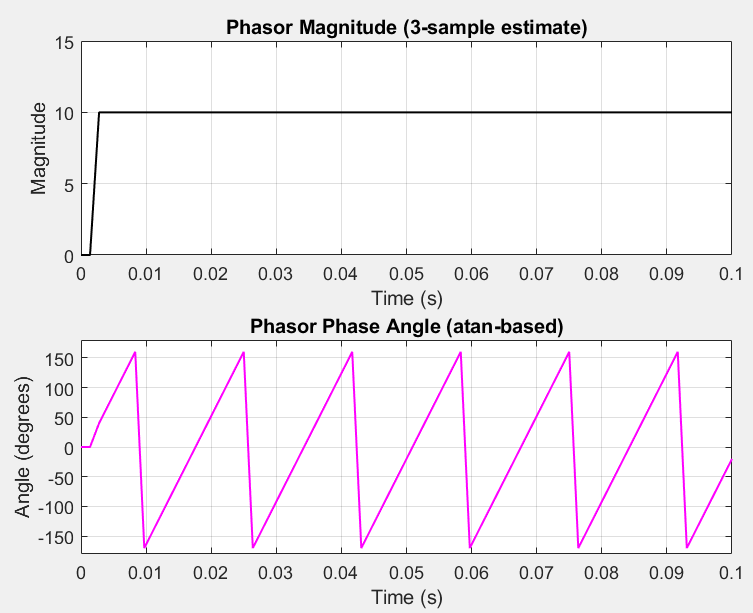 Phasor Magnitude (3-sample estimate)
15
10
5
0
Magnitude
0 0.01 0.02 0.03 0.04 0.05 0.06 0.07 0.08 0.09 0.1
Time (s)
Phasor Phase Angle (atan-based)
150
100
50
0
-50
-100
-150
Angle (degrees)
0 0.01 0.02 0.03 0.04 0.05 0.06 0.07 0.08 0.09 0.1
Time (s)